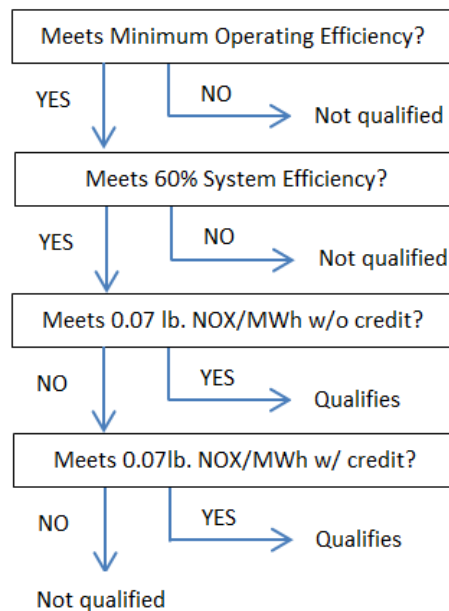 Meets Minimum Operating Efficiency?
YES
NO
Not qualified
Meets 60% System Efficiency?
YES
NO
Not qualified
Meets 0.07 lb. NOX/MWh w/o credit?
NO
YES
Qualifies
Meets 0.07lb. NOX/MWh w/ credit?
NO
YES
Qualifies
Not qualified